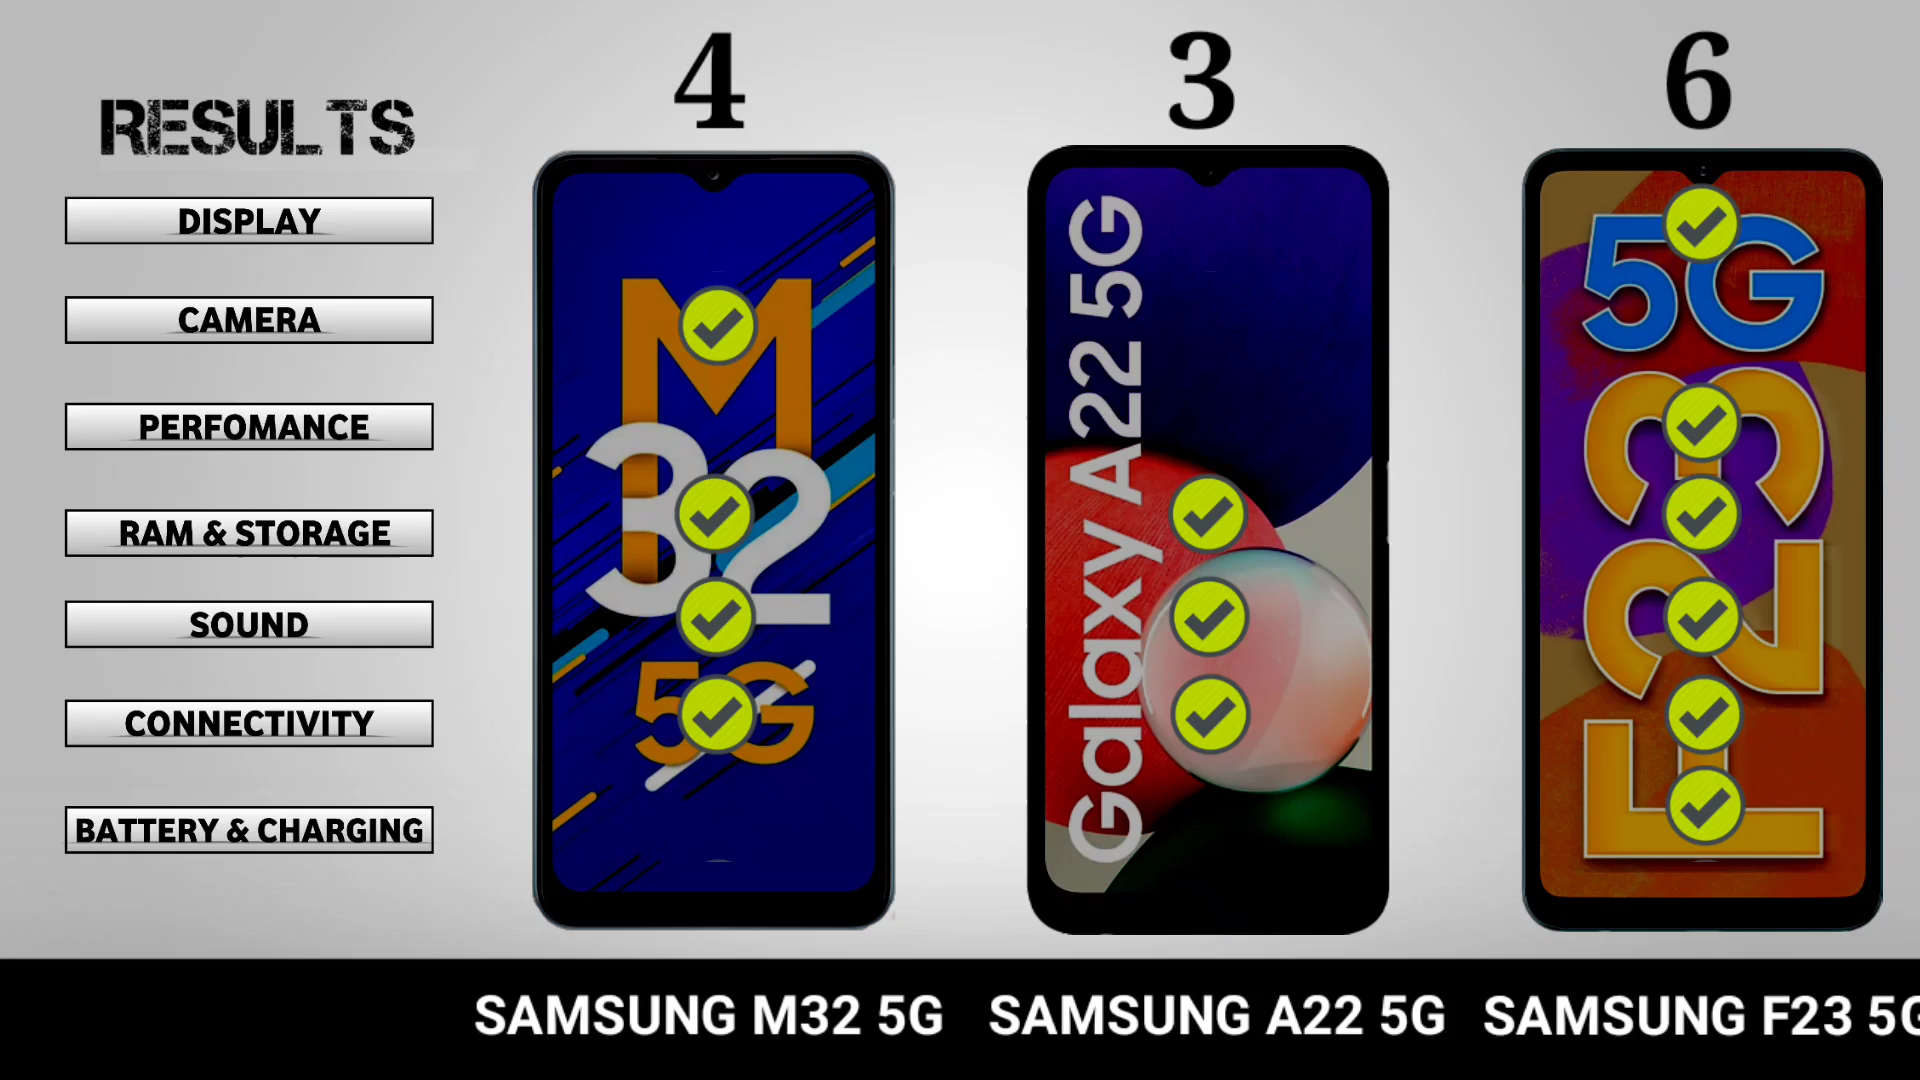 4
3
6
RESULTS
DISPLAY
CAMERA
PERFOMANCE
RAM & STORAGE
SOUND
CONNECTIVITY
BATTERY & CHARGING
M
32
5G
Galaxy A22 5G
5G
F23
SAMSUNG M32 5G
SAMSUNG A22 5G
SAMSUNG F23 5G